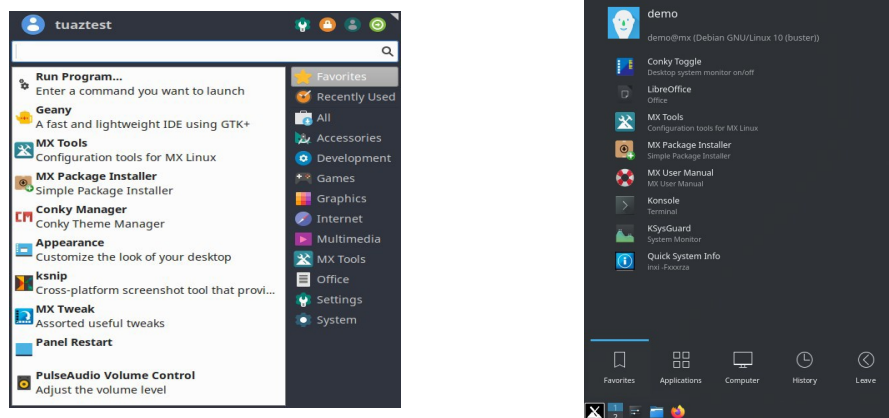 tuaztest
Run Program...
Enter a command you want to launch
Geany
A fast and lightweight IDE using GTK+
MX Tools
Configuration tools for MX Linux
MX Package Installer
Simple Package Installer
Conky Manager
Conky Theme Manager
Appearance
Customize the look of your desktop
ksnip
Cross-platform screenshot tool that provi...
MX Tweak
Assorted useful tweaks
Panel Restart
PulseAudio Volume Control
Adjust the volume level
Favorites
Recently Used
All
Accessories
Development
Games
Graphics
Internet
Multimedia
MX Tools
Office
Settings
System
demo
demo@mx (Debian GNU/Linux 10 (buster))
Conky Toggle
Desktop system monitor on/off
LibreOffice
Office
MX Tools
Configuration tools for MX Linux
MX Package Installer
Simple Package Installer
MX User Manual
MX User Manual
Konsole
Terminal
KSysGuard
System Monitor
Quick System Info
inxi -Fxxxrza
Favorites
Applications
Computer
History
Leave
1
2